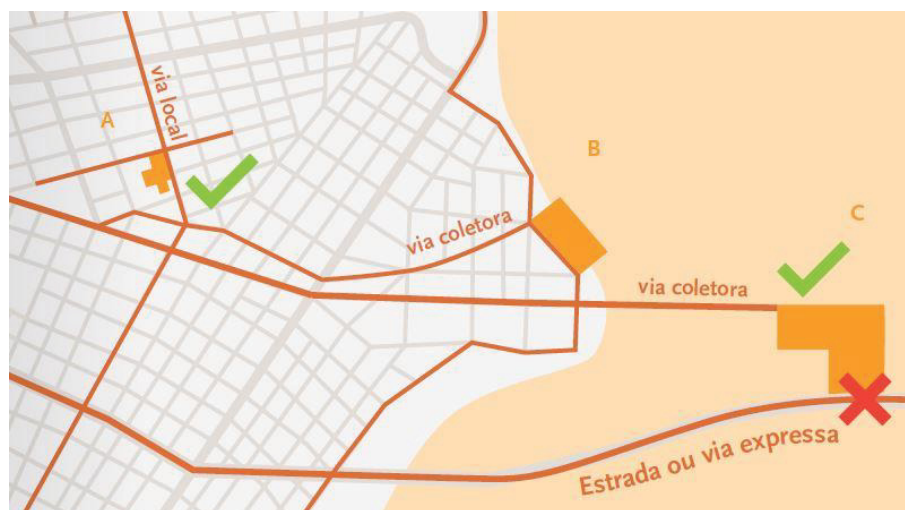 via local
A
B
via coletora
C
via coletora
Estrada ou via expressa